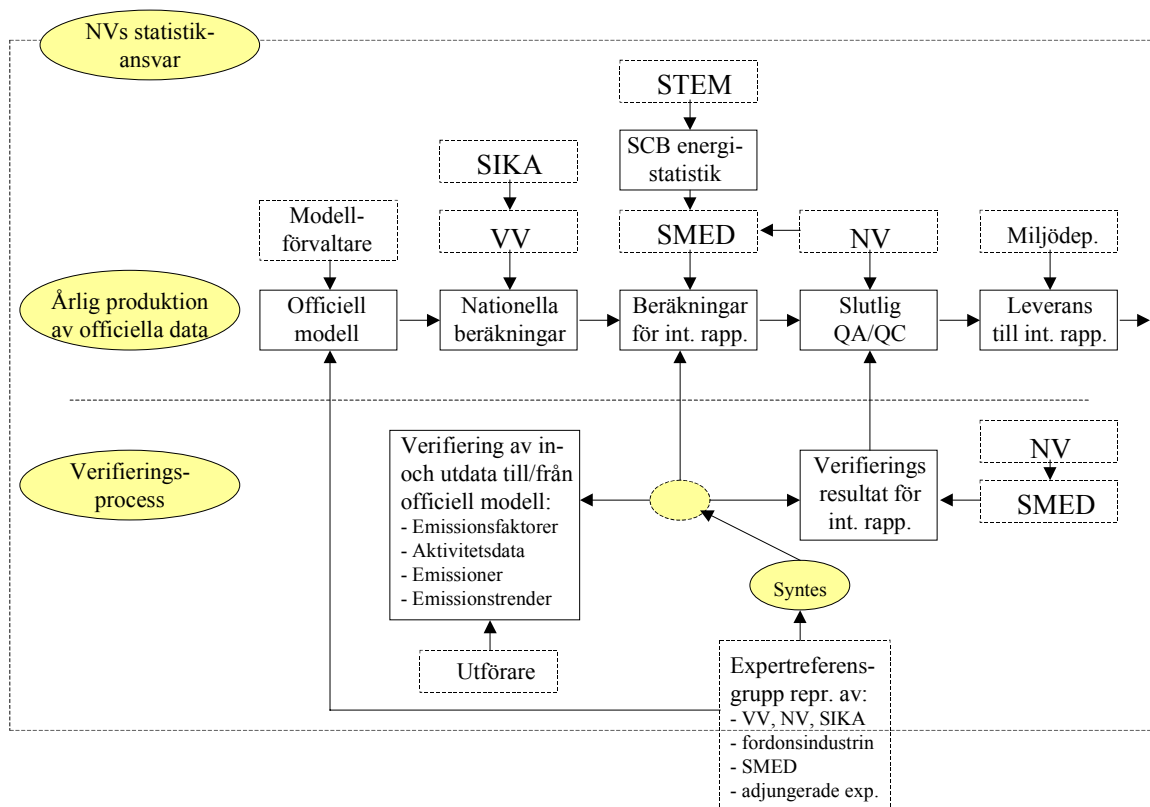 NVs statistik-
ansvar
STEM
SCB energi-
statistik
SIKA
Modell-
förvaltare
VV
SMED
NV
Miljödep.
Årlig produktion
av officiella data
Officiell
modell
Nationella
beräkningar
Beräkningar
för int. rapp.
Slutlig
QA/QC
Leverans
till int. rapp.
Verifierings-
process
Verifiering av in-
och utdata till/från
officiell modell:
- Emissionsfaktorer
- Aktivitetsdata
- Emissioner
- Emissionstrender
Verifierings
resultat för
int. rapp.
NV
SMED
Syntes
Utförare
Expertreferens-
grupp repr. av:
- VV, NV, SIKA
- fordonsindustrin
- SMED
- adjungerade exp.